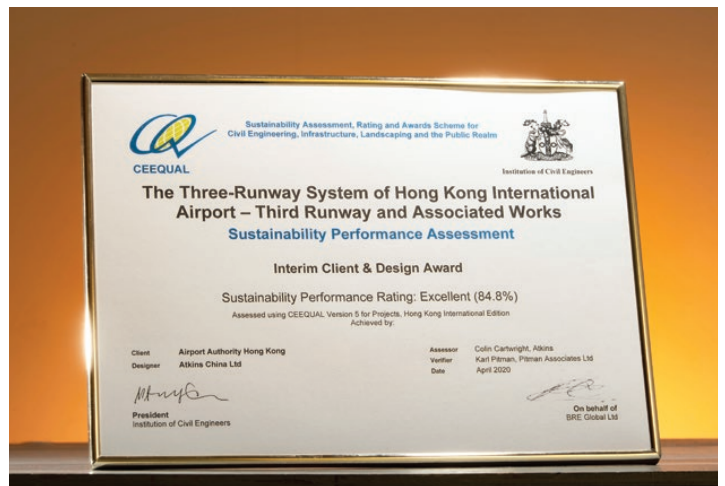 Sustainability Assessment, Rating and Awards Scheme for
Civil Engineering, Infrastructure, Landscaping and the Public Realm
CEEQUAL
Institution of Civil Engineers
The Three-Runway System of Hong Kong International
Airport – Third Runway and Associated Works
Sustainability Performance Assessment
Interim Client & Design Award
Sustainability Performance Rating: Excellent (84.8%)
Assessed using CEEQUAL Version 5 for Projects, Hong Kong International Edition
Achieved by:
Client Airport Authority Hong Kong
Designer Atkins China Ltd
Assessor Colin Cartwright, Atkins
Verifier Karl Pitman, Pitman Associates Ltd
Date April 2020
President
Institution of Civil Engineers
On behalf of
BRE Global Ltd